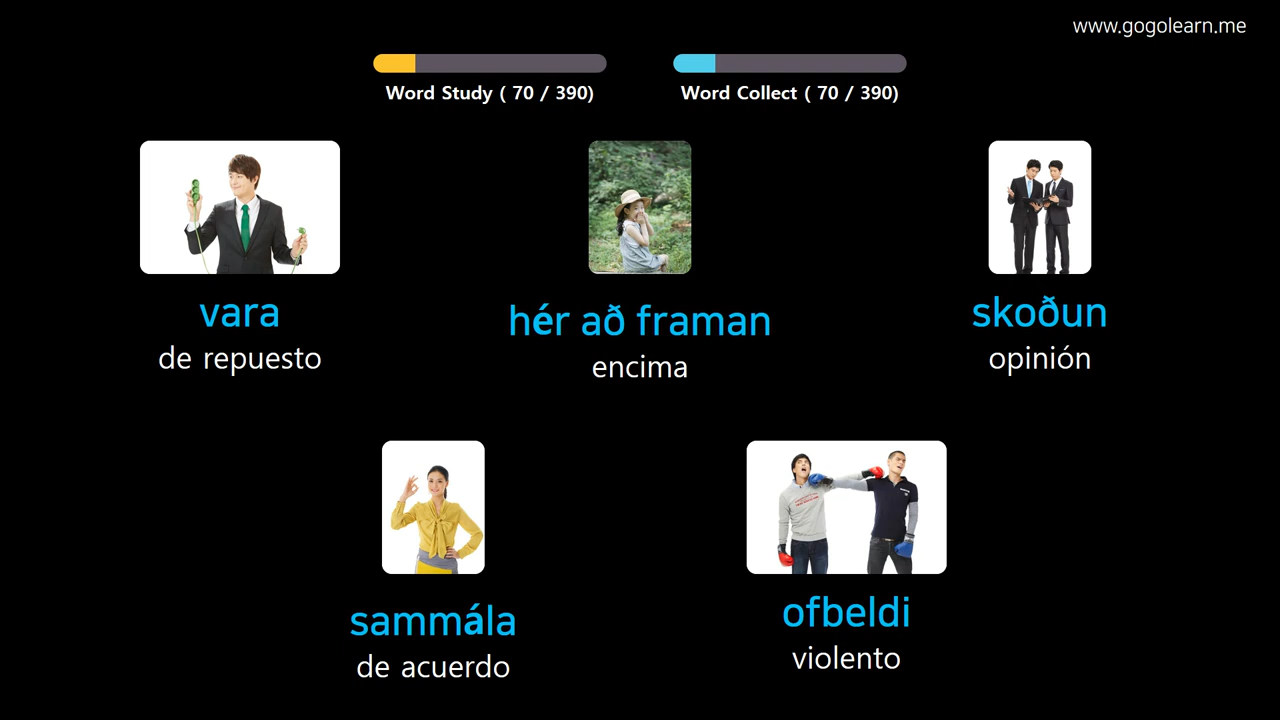 www.gogolearn.me
Word Study ( 70 / 390)
Word Collect ( 70 / 390)
vara
de repuesto
hér að framan
encima
skoðun
opinión
sammála
de acuerdo
ofbeldi
violento